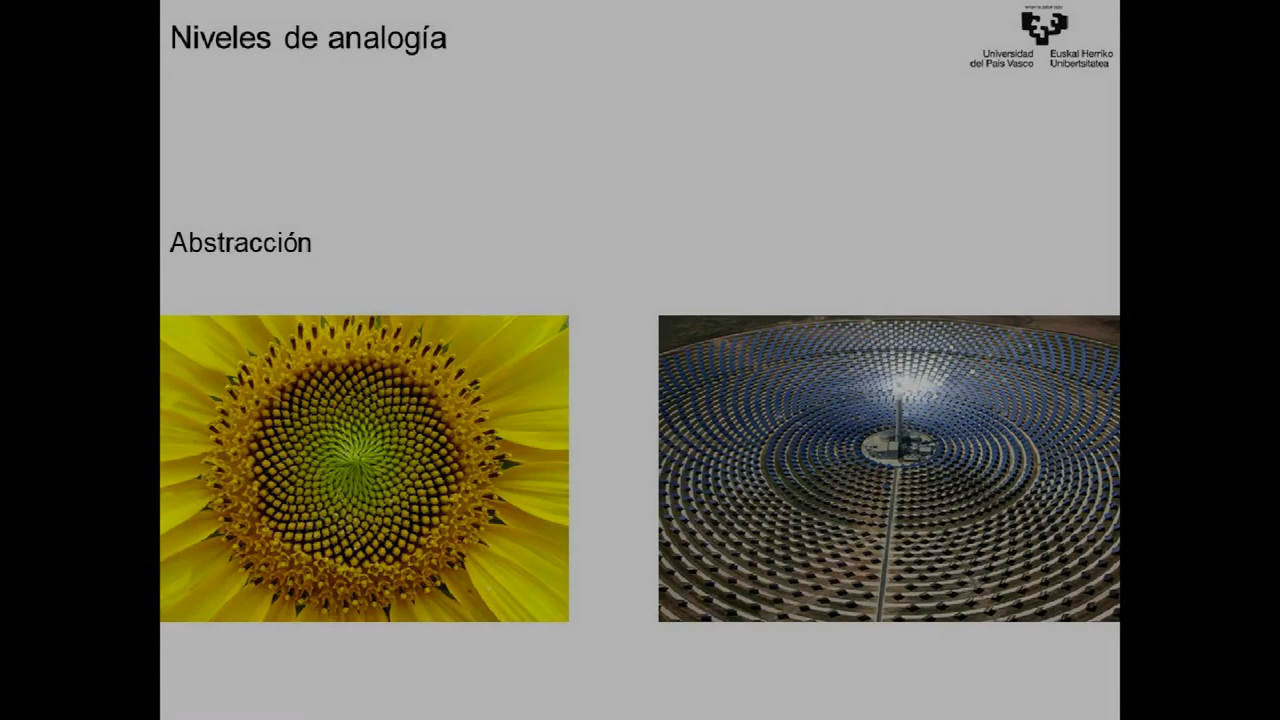 Niveles de analogía
Universidad
del País Vasco
Euskal Herriko
Unibertsitatea
Abstracción